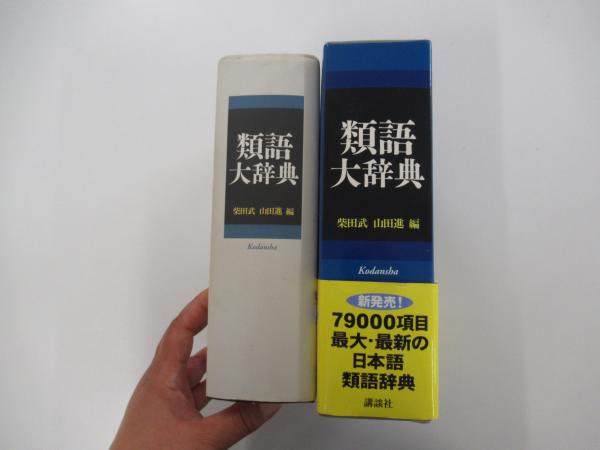 類語
大辞典
柴田武 山田進 編
Kodansha
類語
大辞典
柴田武 山田進 編
Kodansha
新発売!
79000項目
最大・最新の
日本語
類語辞典
講談社